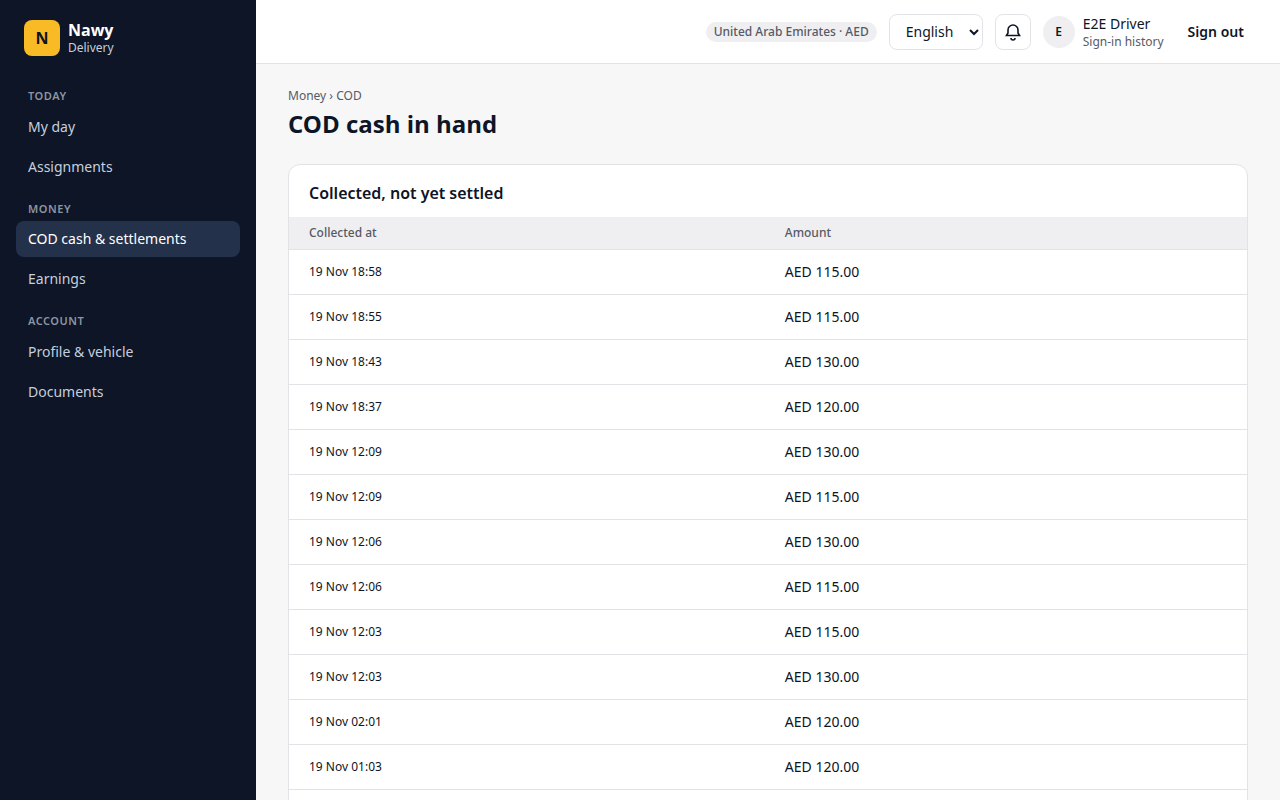 N
Nawy
Delivery
TODAY
My day
Assignments
MONEY
COD cash & settlements
Earnings
ACCOUNT
Profile & vehicle
Documents
United Arab Emirates · AED
English
E
E2E Driver
Sign-in history
Sign out
Money › COD
COD cash in hand
Collected, not yet settled
Collected at Amount
19 Nov 18:58 AED 115.00
19 Nov 18:55 AED 115.00
19 Nov 18:43 AED 130.00
19 Nov 18:37 AED 120.00
19 Nov 12:09 AED 130.00
19 Nov 12:09 AED 115.00
19 Nov 12:06 AED 130.00
19 Nov 12:06 AED 115.00
19 Nov 12:03 AED 115.00
19 Nov 12:03 AED 130.00
19 Nov 02:01 AED 120.00
19 Nov 01:03 AED 120.00